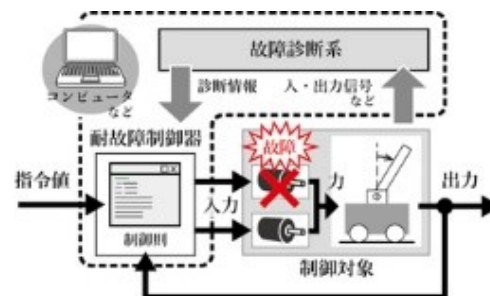 故障診断系
コンピュータ
など
診断情報
入・出力信号
など
耐故障制御器
故障
指令値
入力
力
出力
制御則
制御対象